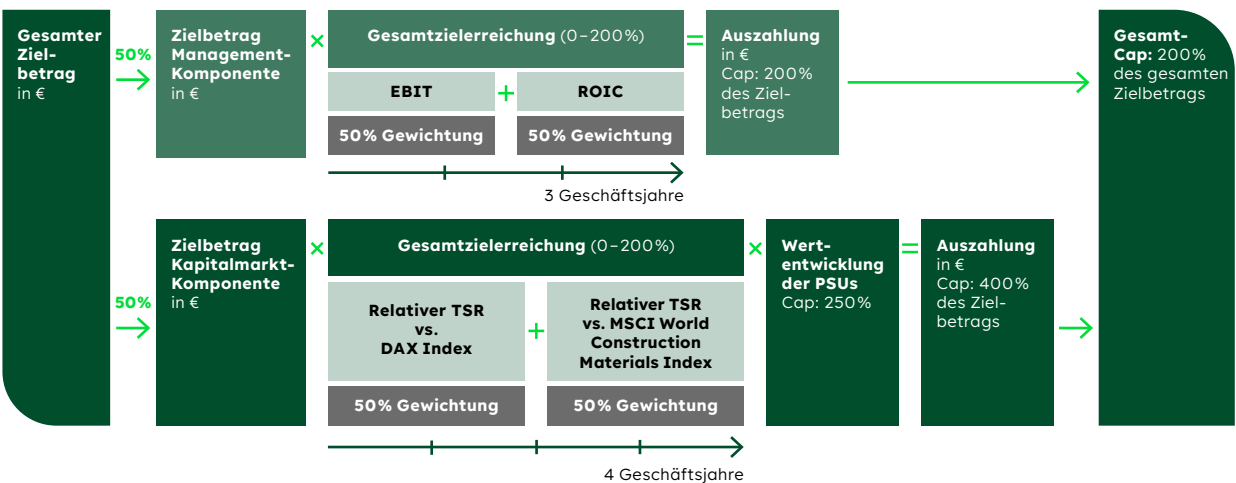 Gesamter
Ziel-
betrag
in €
50%
Zielbetrag
Management-
Komponente
in €
×
Gesamtzielerreichung (0–200%)
EBIT
+
ROIC
50% Gewichtung
50% Gewichtung
3 Geschäftsjahre
=
Auszahlung
in €
Cap: 200%
des Ziel-
betrags
50%
Zielbetrag
Kapitalmarkt-
Komponente
in €
×
Gesamtzielerreichung (0–200%)
Relativer TSR
vs.
DAX Index
+
Relativer TSR
vs. MSCI World
Construction
Materials Index
50% Gewichtung
50% Gewichtung
4 Geschäftsjahre
×
Wert-
entwicklung
der PSUs
Cap: 250%
=
Auszahlung
in €
Cap: 400%
des Ziel-
betrags
Gesamt-
Cap: 200%
des gesamten
Zielbetrags